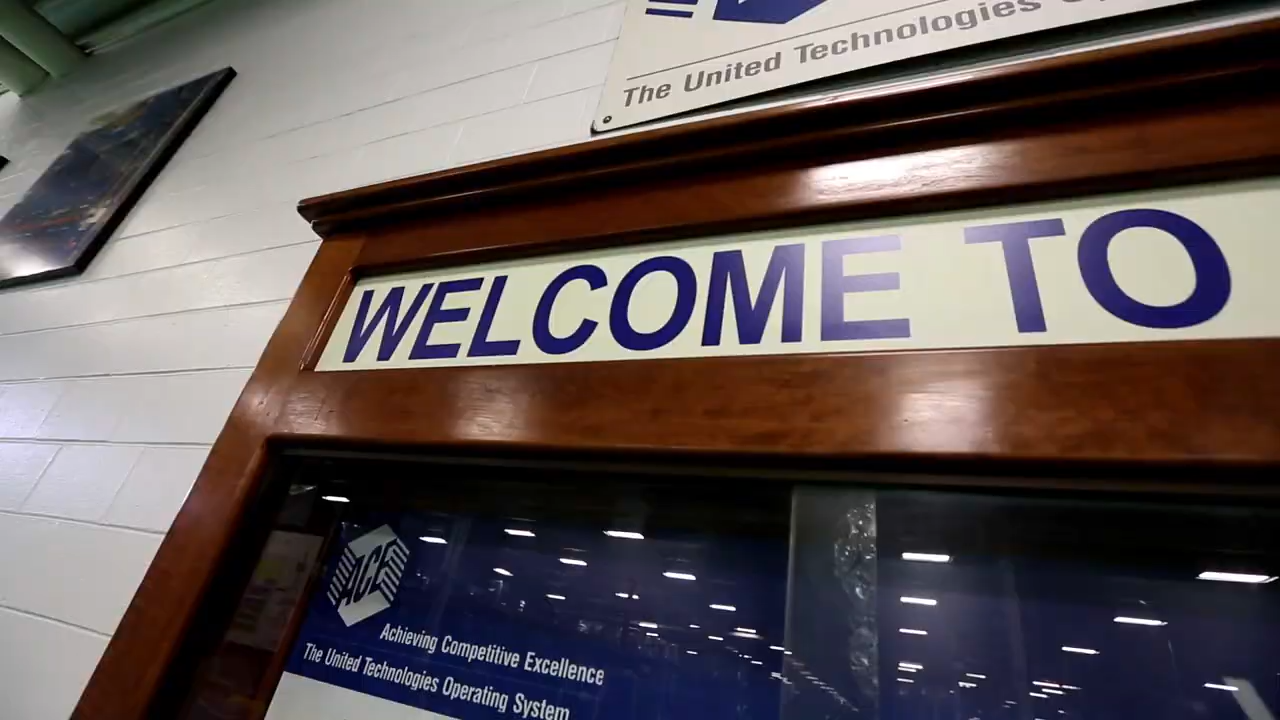 The United Technologies
WELCOME TO
ACE
Achieving Competitive Excellence
The United Technologies Operating System